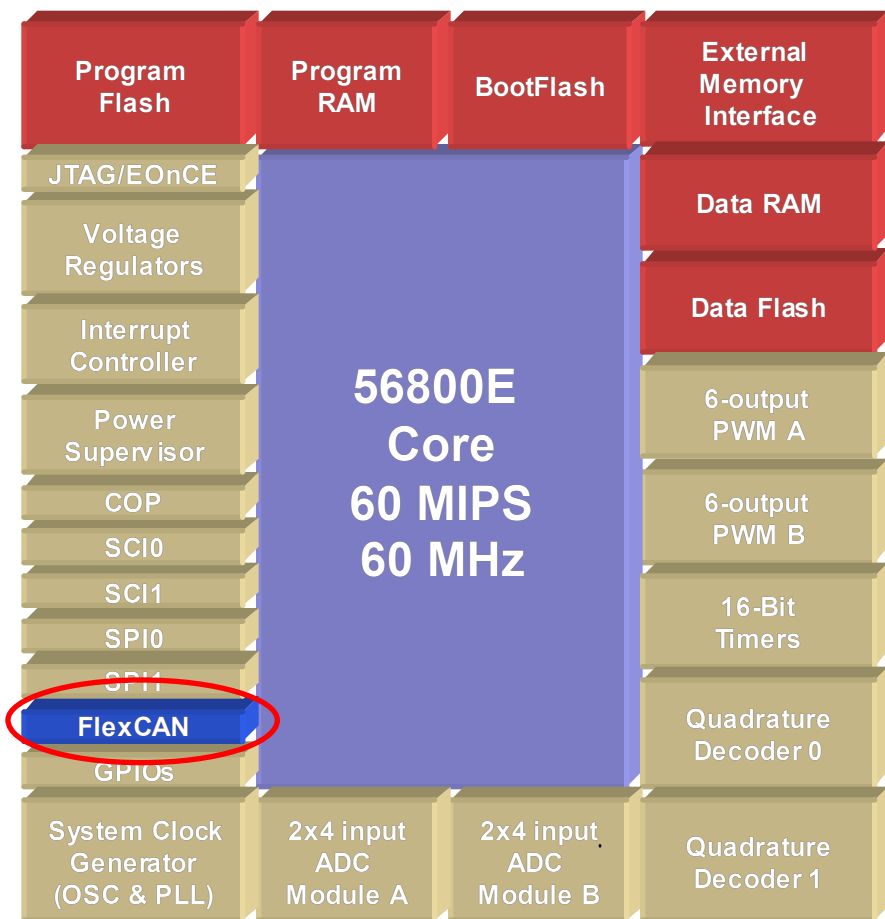 Program
Flash
Program
RAM
BootFlash
External
Memory
Interface
JTAG/EOnCE
Voltage
Regulators
Interrupt
Controller
Power
Supervisor
COP
SCI0
SCI1
SPI0
SPI1
FlexCAN
GPIOs
56800E
Core
60 MIPS
60 MHz
Data RAM
Data Flash
6-output
PWM A
6-output
PWM B
16-Bit
Timers
Quadrature
Decoder 0
System Clock
Generator
(OSC & PLL)
2x4 input
ADC
Module A
2x4 input
ADC
Module B
Quadrature
Decoder 1